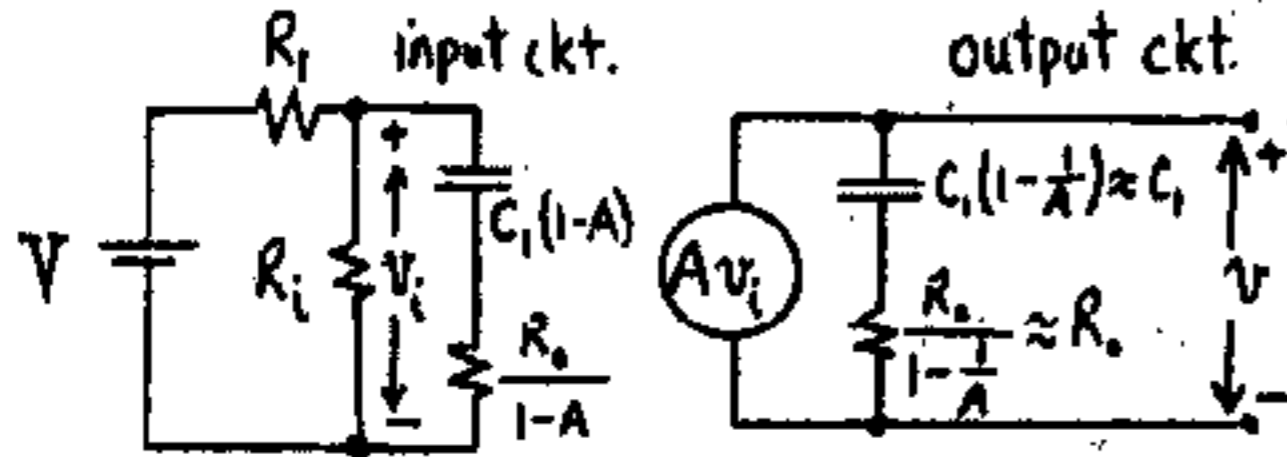 R₁ input ckt.
output ckt.
V
Rᵢ
+
vᵢ
−
C₁(1-A)
R₀/(1-A)
Avᵢ
C₁(1-1/A)≈C₁
R₀/(1-1/A)≈R₀
+
v
−